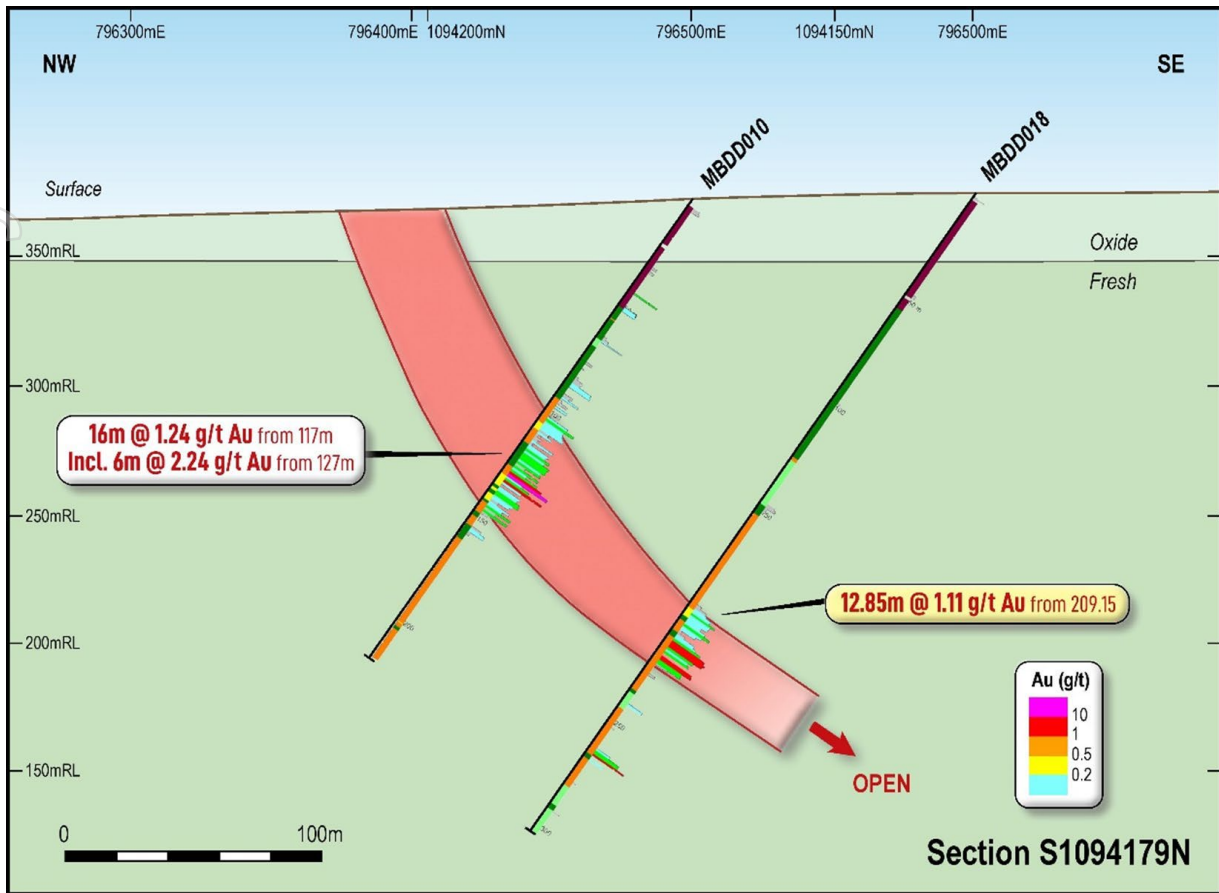 796300mE
796400mE
1094200mN
796500mE
1094150mN
796500mE
NW
SE
MBDD010
MBDD018
Surface
350mRL
Oxide
Fresh
300mRL
16m @ 1.24 g/t Au from 117m
Incl. 6m @ 2.24 g/t Au from 127m
250mRL
12.85m @ 1.11 g/t Au from 209.15
200mRL
Au (g/t)
10
1
0.5
0.2
150mRL
OPEN
0
100m
Section S1094179N